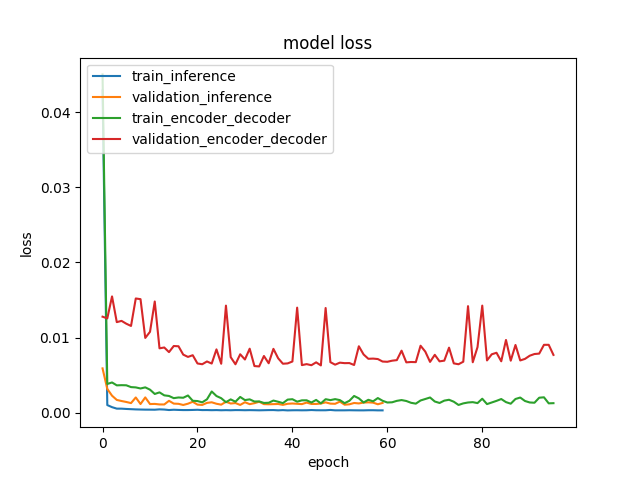 model loss
train_inference
validation_inference
train_encoder_decoder
validation_encoder_decoder
0.04
0.03
0.02
0.01
0.00
loss
0 20 40 60 80
epoch